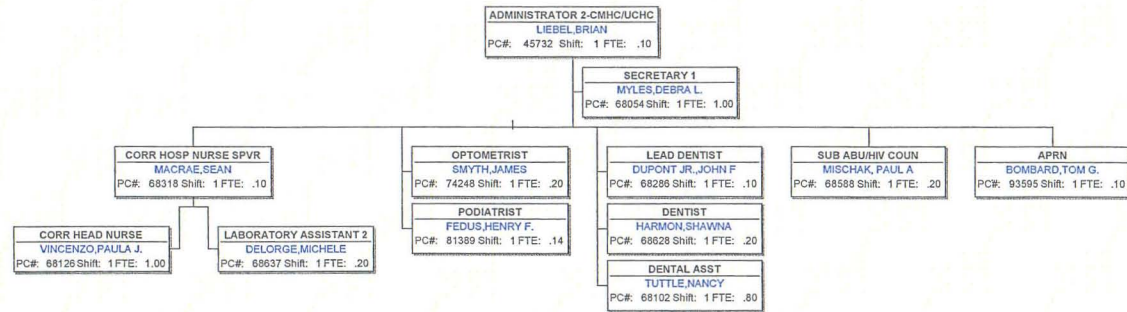 ADMINISTRATOR 2-CMHC/UCHC
LIEBEL,BRIAN
PC#: 45732 Shift: 1 FTE: .10
SECRETARY 1
MYLES,DEBRA L.
PC#: 68054 Shift: 1 FTE: 1.00
CORR HOSP NURSE SPVR
MACRAE,SEAN
PC#: 68318 Shift: 1 FTE: .10
OPTOMETRIST
SMYTH,JAMES
PC#: 74248 Shift: 1 FTE: .20
LEAD DENTIST
DUPONT JR.,JOHN F
PC#: 68286 Shift: 1 FTE: .10
SUB ABU/HIV COUN
MISCHAK, PAUL A
PC#: 68588 Shift: 1 FTE: .20
APRN
BOMBARD,TOM G.
PC#: 93595 Shift: 1 FTE: .10
CORR HEAD NURSE
VINCENZO,PAULA J.
PC#: 68126 Shift: 1 FTE: 1.00
LABORATORY ASSISTANT 2
DELORGE,MICHELE
PC#: 68637 Shift: 1 FTE: .20
PODIATRIST
FEDUS,HENRY F.
PC#: 81389 Shift: 1 FTE: .14
DENTIST
HARMON,SHAWNA
PC#: 68628 Shift: 1 FTE: .20
DENTAL ASST
TUTTLE,NANCY
PC#: 68102 Shift: 1 FTE: .80